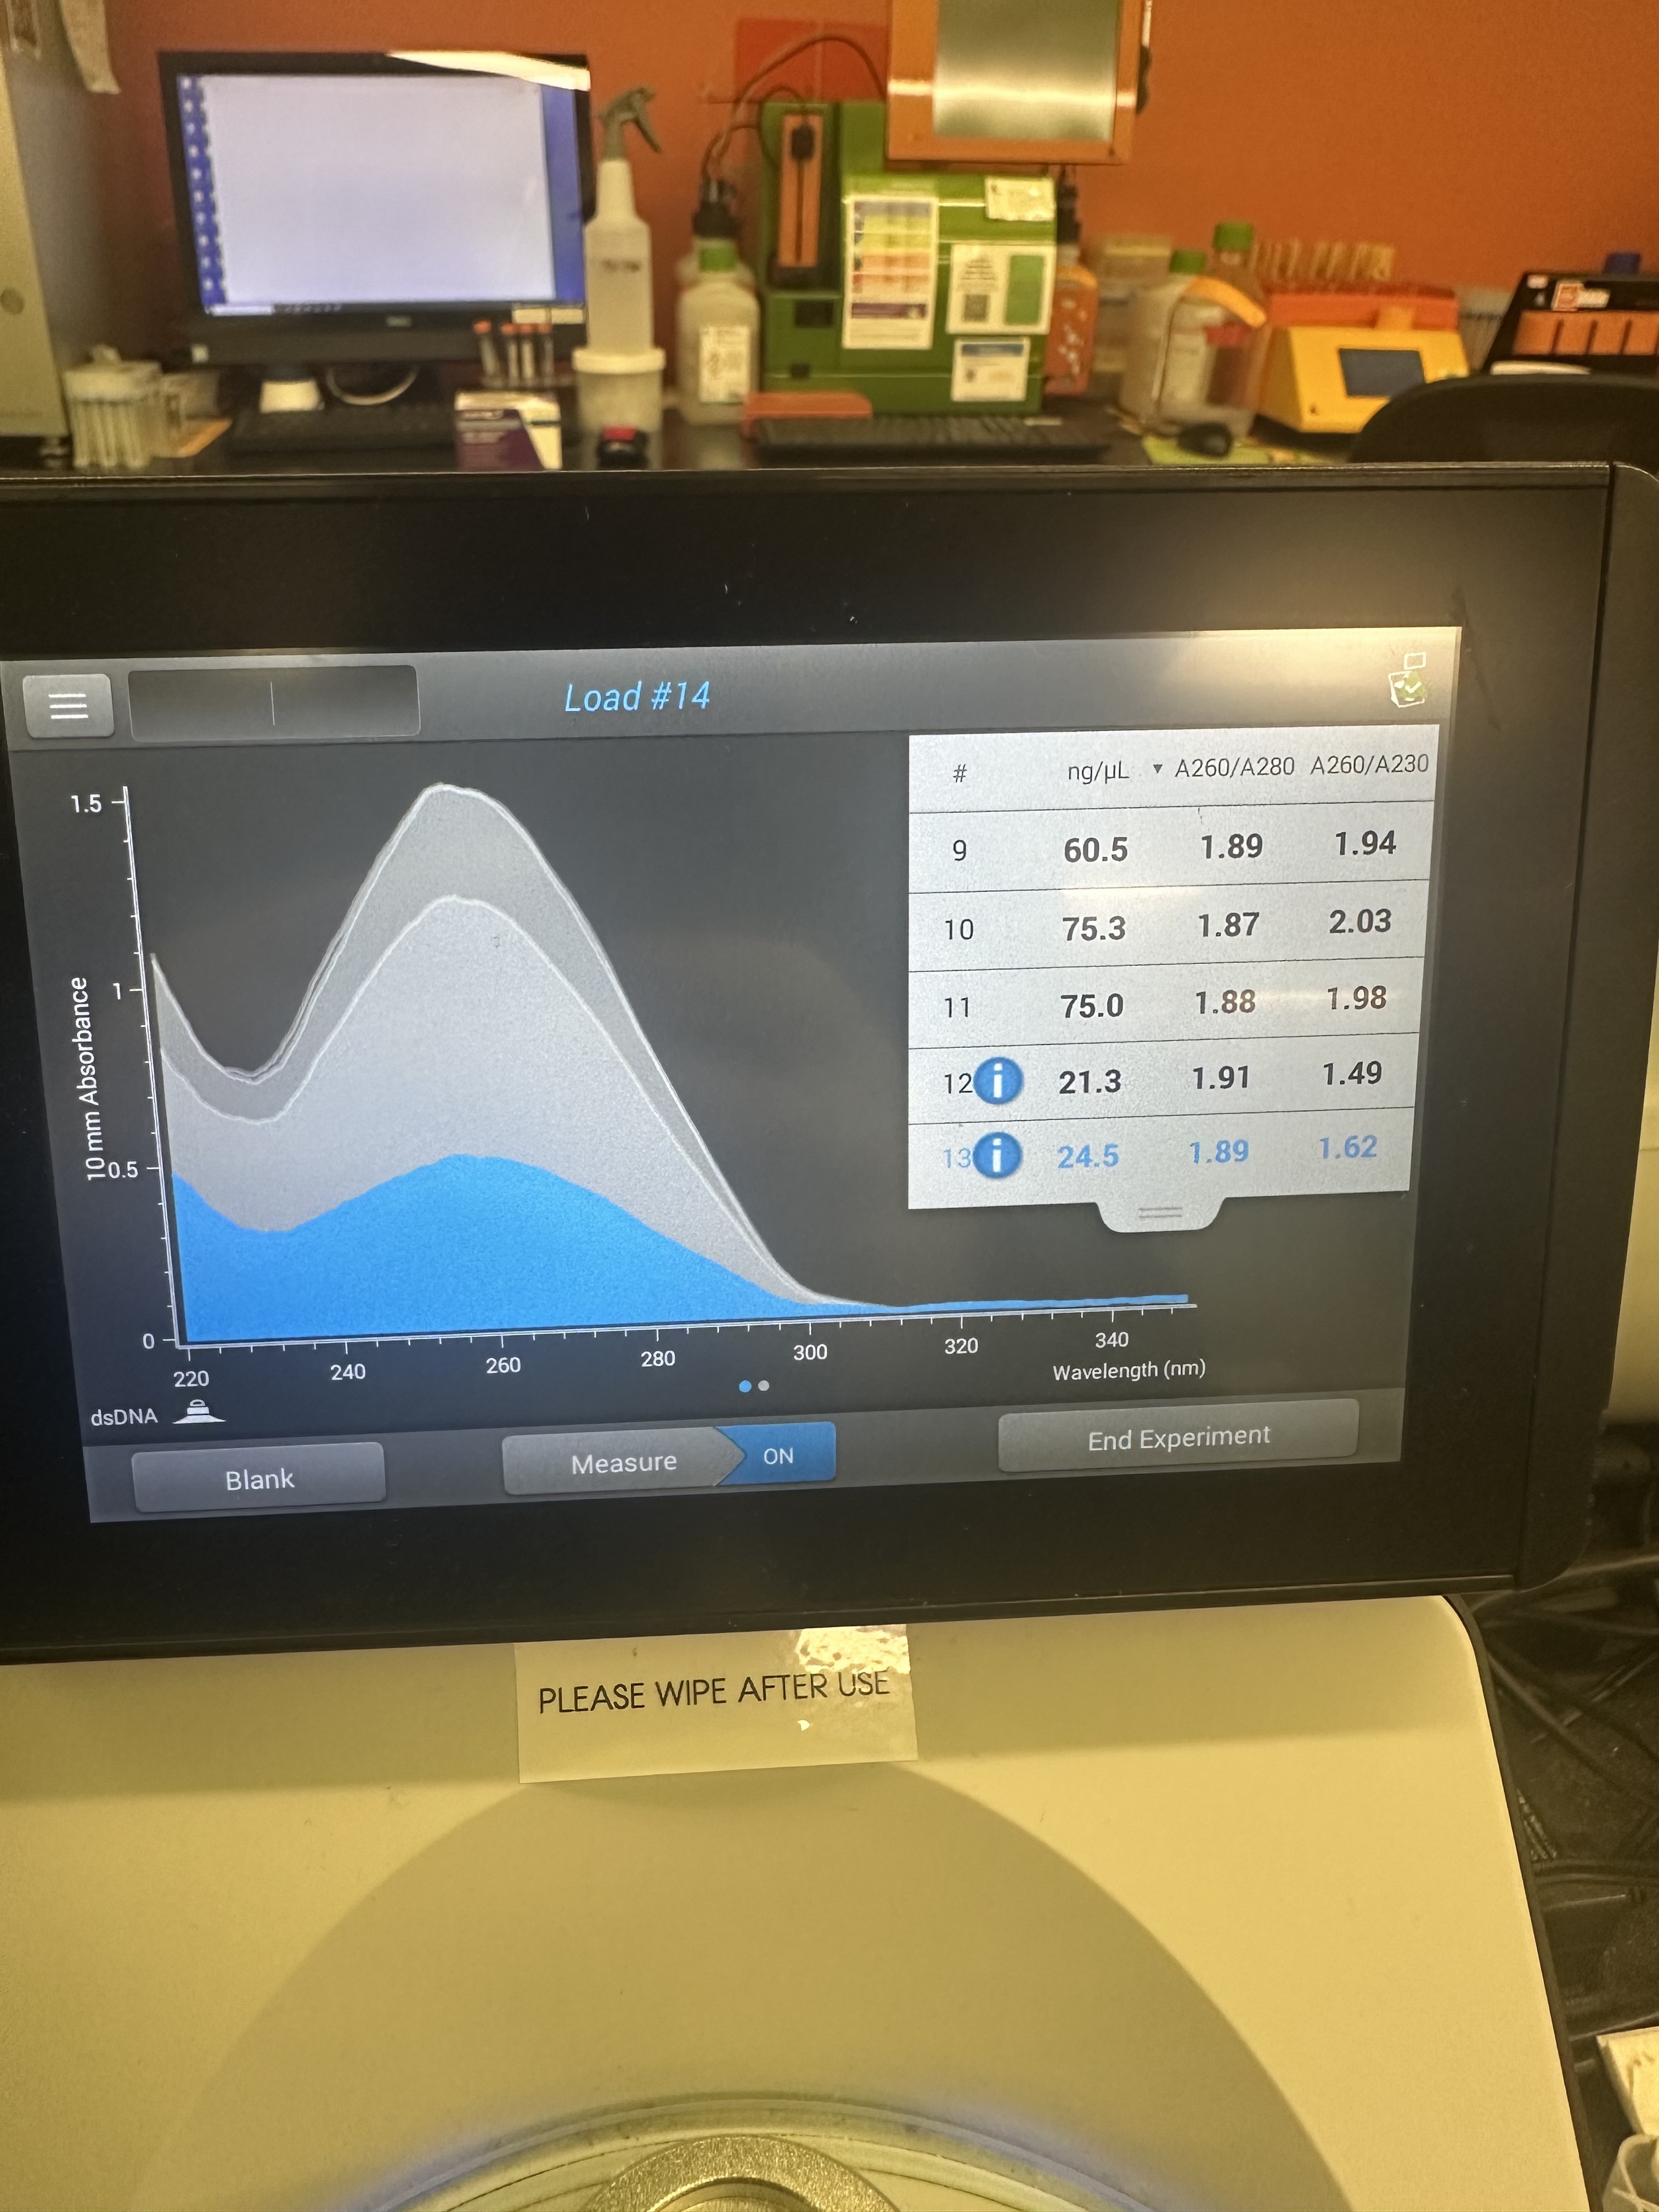 Load #14
# ng/µL ▼ A260/A280 A260/A230
9 60.5 1.89 1.94
10 75.3 1.87 2.03
11 75.0 1.88 1.98
12 i 21.3 1.91 1.49
13 i 24.5 1.89 1.62
10 mm Absorbance
1.5
1
0.5
0
220 240 260 280 300 320 340
Wavelength (nm)
dsDNA
Blank
Measure ON
End Experiment
PLEASE WIPE AFTER USE